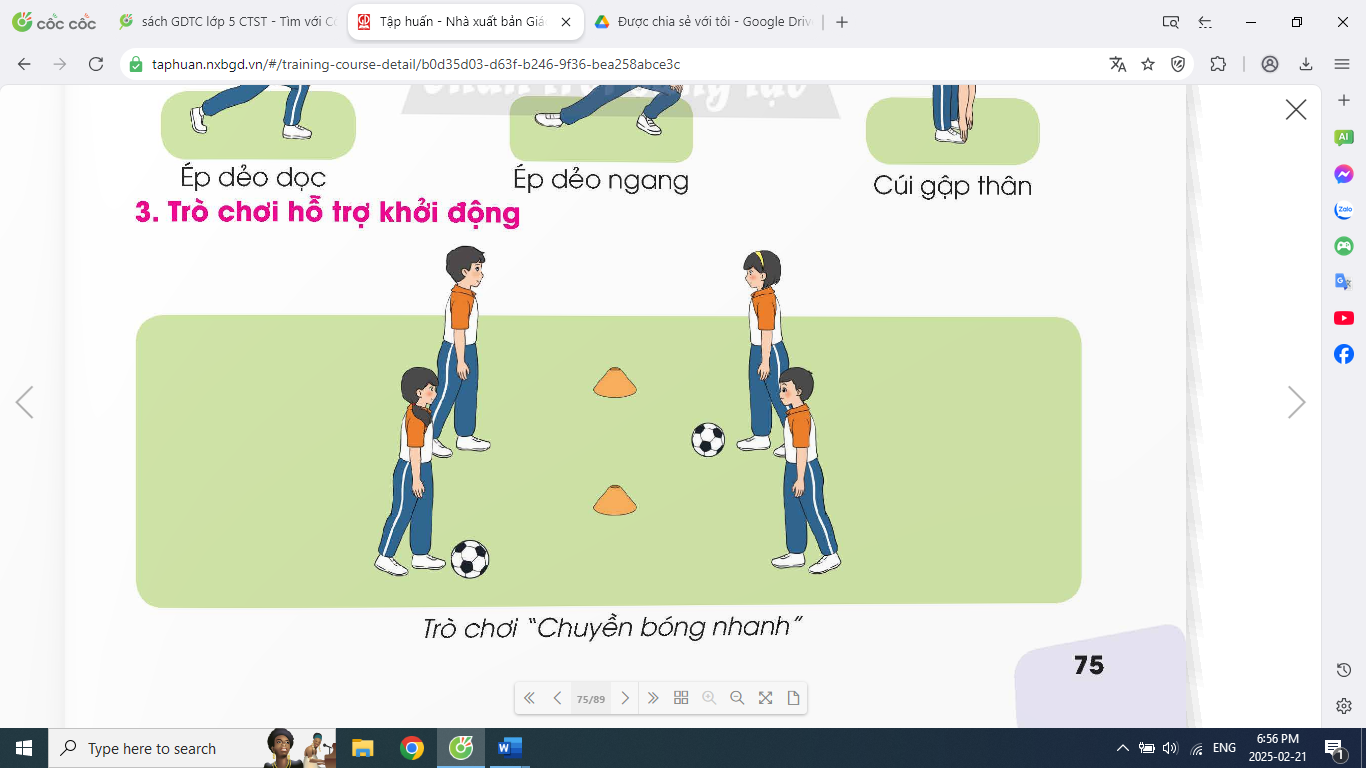 cốc cốc
sách GDTC lớp 5 CTST - Tìm với Cố
Tập huấn - Nhà xuất bản Giá
Được chia sẻ với tôi - Google Driv
taphuan.nxbgd.vn/#/training-course-detail/b0d35d03-d63f-b246-9f36-bea258abce3c
Ép dẻo dọc
Ép dẻo ngang
Cúi gập thân
3. Trò chơi hỗ trợ khởi động
Trò chơi “Chuyền bóng nhanh”
75
75/89
AI
Zalo
Type here to search
ENG
6:56 PM
2025-02-21
1